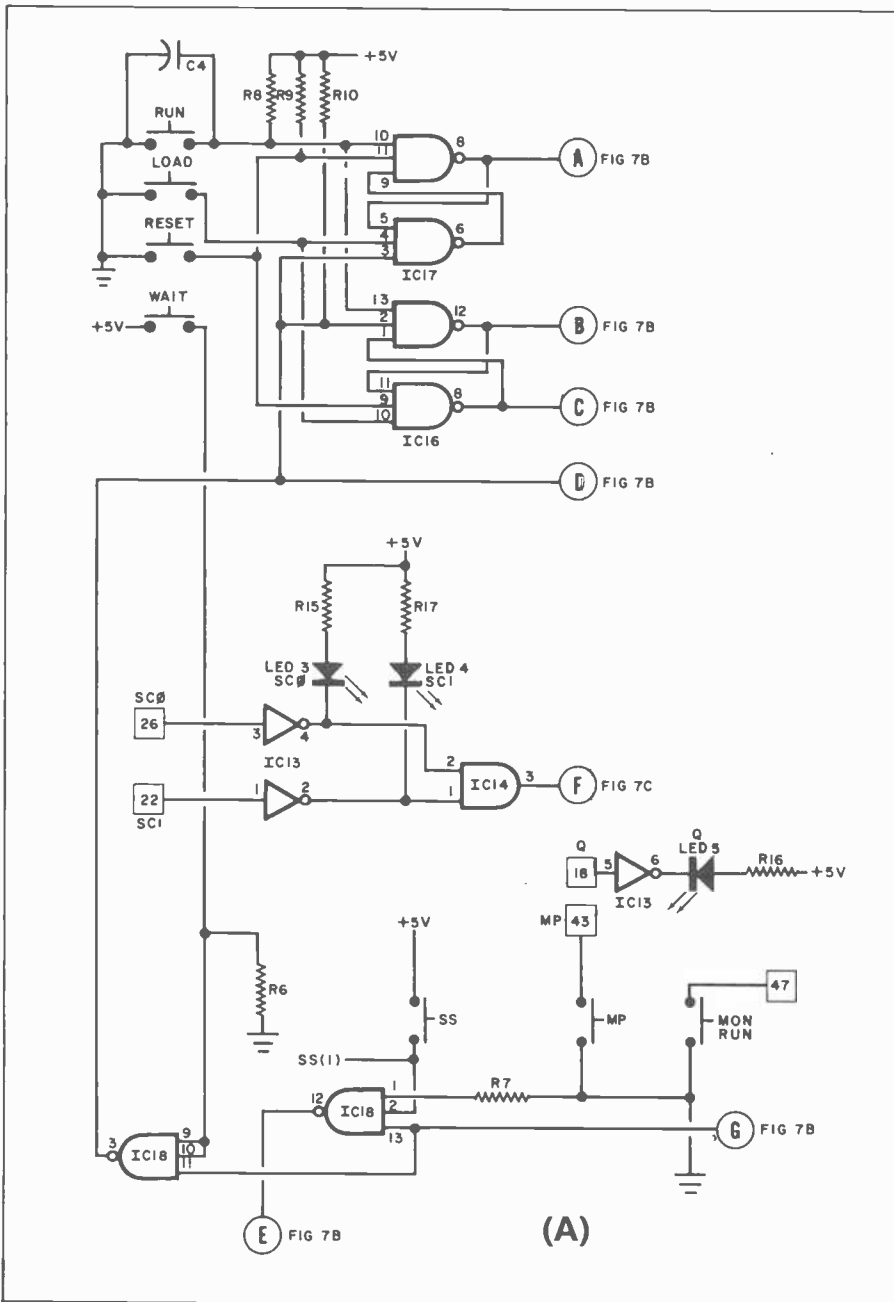 C4
+5V
R8 R9 R10
RUN
10 8
11
A FIG 7B
9
LOAD
5
4 6
3
RESET
IC17
WAIT
+5V
13
2 12
1
B FIG 7B
11
9 8
10
C FIG 7B
IC16
D FIG 7B
+5V
R15 R17
LED 3 LED 4
SCØ SC1
SCØ
26 3 4
IC13
2
IC14 3 F FIG 7C
1
22 1 2
SC1
Q
Q LED 5
18 5 6 R16 +5V
IC13
MP 43
+5V
R6
SS MP MON
RUN
47
SS(1)
12 IC18 1 R7
2
13 G FIG 7B
3 IC18 9
10
11
E FIG 7B
(A)